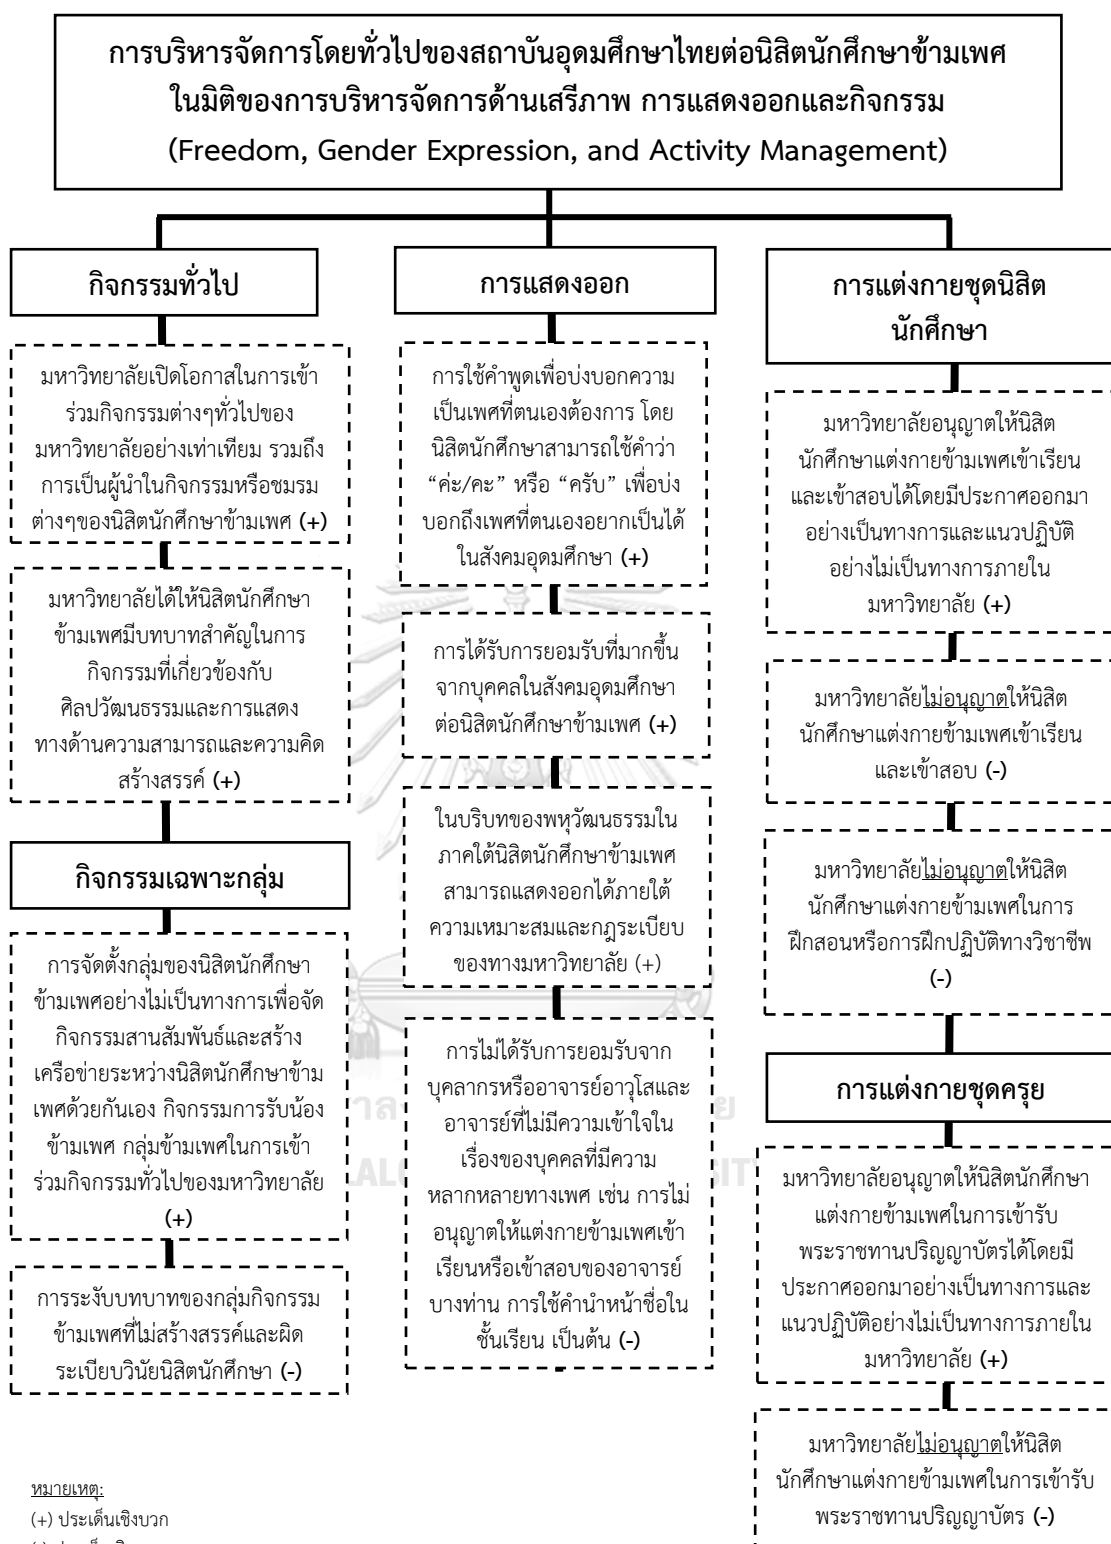 การบริหารจัดการโดยทั่วไปของสถาบันอุดมศึกษาไทยต่อนิสิตนักศึกษาข้ามเพศ
ในมิติของการบริหารจัดการด้านเสรีภาพ การแสดงออกและกิจกรรม
(Freedom, Gender Expression, and Activity Management)
กิจกรรมทั่วไป
มหาวิทยาลัยเปิดโอกาสในการเข้า
ร่วมกิจกรรมต่างๆทั่วไปของ
มหาวิทยาลัยอย่างเท่าเทียม รวมถึง
การเป็นผู้นำในกิจกรรมหรือชมรม
ต่างๆของนิสิตนักศึกษาข้ามเพศ (+)
มหาวิทยาลัยได้ให้นิสิตนักศึกษา
ข้ามเพศมีบทบาทสำคัญในการ
กิจกรรมที่เกี่ยวข้องกับ
ศิลปวัฒนธรรมและการแสดง
ทางด้านความสามารถและความคิด
สร้างสรรค์ (+)
กิจกรรมเฉพาะกลุ่ม
การจัดตั้งกลุ่มของนิสิตนักศึกษา
ข้ามเพศอย่างไม่เป็นทางการเพื่อจัด
กิจกรรมสานสัมพันธ์และสร้าง
เครือข่ายระหว่างนิสิตนักศึกษาข้าม
เพศด้วยกันเอง กิจกรรมการรับน้อง
ข้ามเพศ กลุ่มข้ามเพศในการเข้า
ร่วมกิจกรรมทั่วไปของมหาวิทยาลัย
(+)
การระงับบทบาทของกลุ่มกิจกรรม
ข้ามเพศที่ไม่สร้างสรรค์และผิด
ระเบียบวินัยนิสิตนักศึกษา (-)
การแสดงออก
การใช้คำพูดเพื่อบ่งบอกความ
เป็นเพศที่ตนเองต้องการ โดย
นิสิตนักศึกษาสามารถใช้คำว่า
“ค่ะ/คะ” หรือ “ครับ” เพื่อบ่ง
บอกถึงเพศที่ตนเองอยากเป็นได้
ในสังคมอุดมศึกษา (+)
การได้รับการยอมรับที่มากขึ้น
จากบุคคลในสังคมอุดมศึกษา
ต่อนิสิตนักศึกษาข้ามเพศ (+)
ในบริบทของพหุวัฒนธรรมใน
ภาคใต้นิสิตนักศึกษาข้ามเพศ
สามารถแสดงออกได้ภายใต้
ความเหมาะสมและกฎระเบียบ
ของทางมหาวิทยาลัย (+)
การไม่ได้รับการยอมรับจาก
บุคลากรหรืออาจารย์อาวุโสและ
อาจารย์ที่ไม่มีความเข้าใจใน
เรื่องของบุคคลที่มีความ
หลากหลายทางเพศ เช่น การไม่
อนุญาตให้แต่งกายข้ามเพศเข้า
เรียนหรือเข้าสอบของอาจารย์
บางท่าน การใช้คำนำหน้าชื่อใน
ชั้นเรียน เป็นต้น (-)
การแต่งกายชุดนิสิต
นักศึกษา
มหาวิทยาลัยอนุญาตให้นิสิต
นักศึกษาแต่งกายข้ามเพศเข้าเรียน
และเข้าสอบได้โดยมีประกาศออกมา
อย่างเป็นทางการและแนวปฏิบัติ
อย่างไม่เป็นทางการภายใน
มหาวิทยาลัย (+)
มหาวิทยาลัยไม่อนุญาตให้นิสิต
นักศึกษาแต่งกายข้ามเพศเข้าเรียน
และเข้าสอบ (-)
มหาวิทยาลัยไม่อนุญาตให้นิสิต
นักศึกษาแต่งกายข้ามเพศในการ
ฝึกสอนหรือการฝึกปฏิบัติทางวิชาชีพ
(-)
การแต่งกายชุดครุย
มหาวิทยาลัยอนุญาตให้นิสิตนักศึกษา
แต่งกายข้ามเพศในการเข้ารับ
พระราชทานปริญญาบัตรได้โดยมี
ประกาศออกมาอย่างเป็นทางการและ
แนวปฏิบัติอย่างไม่เป็นทางการภายใน
มหาวิทยาลัย (+)
มหาวิทยาลัยไม่อนุญาตให้นิสิต
นักศึกษาแต่งกายข้ามเพศในการเข้ารับ
พระราชทานปริญญาบัตร (-)
หมายเหตุ:
(+) ประเด็นเชิงบวก